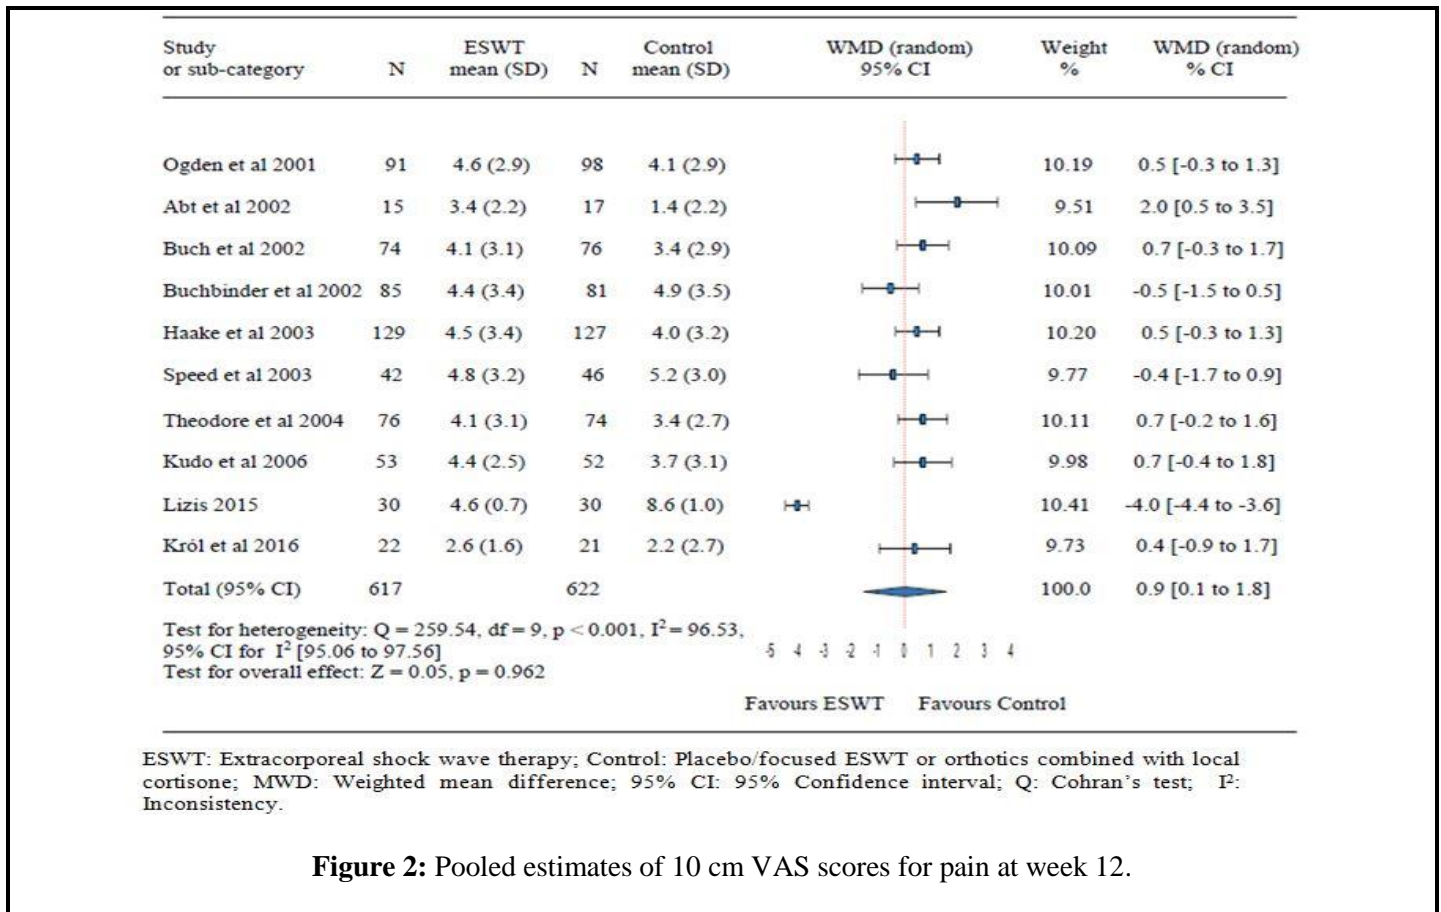 Study ESWT Control WMD (random) Weight WMD (random)
or sub-category N mean (SD) N mean (SD) 95% CI % % CI
Ogden et al 2001 91 4.6 (2.9) 98 4.1 (2.9) 10.19 0.5 [-0.3 to 1.3]
Abt et al 2002 15 3.4 (2.2) 17 1.4 (2.2) 9.51 2.0 [0.5 to 3.5]
Buch et al 2002 74 4.1 (3.1) 76 3.4 (2.9) 10.09 0.7 [-0.3 to 1.7]
Buchbinder et al 2002 85 4.4 (3.4) 81 4.9 (3.5) 10.01 -0.5 [-1.5 to 0.5]
Haake et al 2003 129 4.5 (3.4) 127 4.0 (3.2) 10.20 0.5 [-0.3 to 1.3]
Speed et al 2003 42 4.8 (3.2) 46 5.2 (3.0) 9.77 -0.4 [-1.7 to 0.9]
Theodore et al 2004 76 4.1 (3.1) 74 3.4 (2.7) 10.11 0.7 [-0.2 to 1.6]
Kudo et al 2006 53 4.4 (2.5) 52 3.7 (3.1) 9.98 0.7 [-0.4 to 1.8]
Lizis 2015 30 4.6 (0.7) 30 8.6 (1.0) 10.41 -4.0 [-4.4 to -3.6]
Król et al 2016 22 2.6 (1.6) 21 2.2 (2.7) 9.73 0.4 [-0.9 to 1.7]
Total (95% CI) 617 622 100.0 0.9 [0.1 to 1.8]
Test for heterogeneity: Q = 259.54, df = 9, p < 0.001, I² = 96.53,
95% CI for I² [95.06 to 97.56]
-5 -4 -3 -2 -1 0 1 2 3 4
Test for overall effect: Z = 0.05, p = 0.962
Favours ESWT Favours Control
ESWT: Extracorporeal shock wave therapy; Control: Placebo/focused ESWT or orthotics combined with local
cortisone; MWD: Weighted mean difference; 95% CI: 95% Confidence interval; Q: Cohran's test; I²:
Inconsistency.
Figure 2: Pooled estimates of 10 cm VAS scores for pain at week 12.